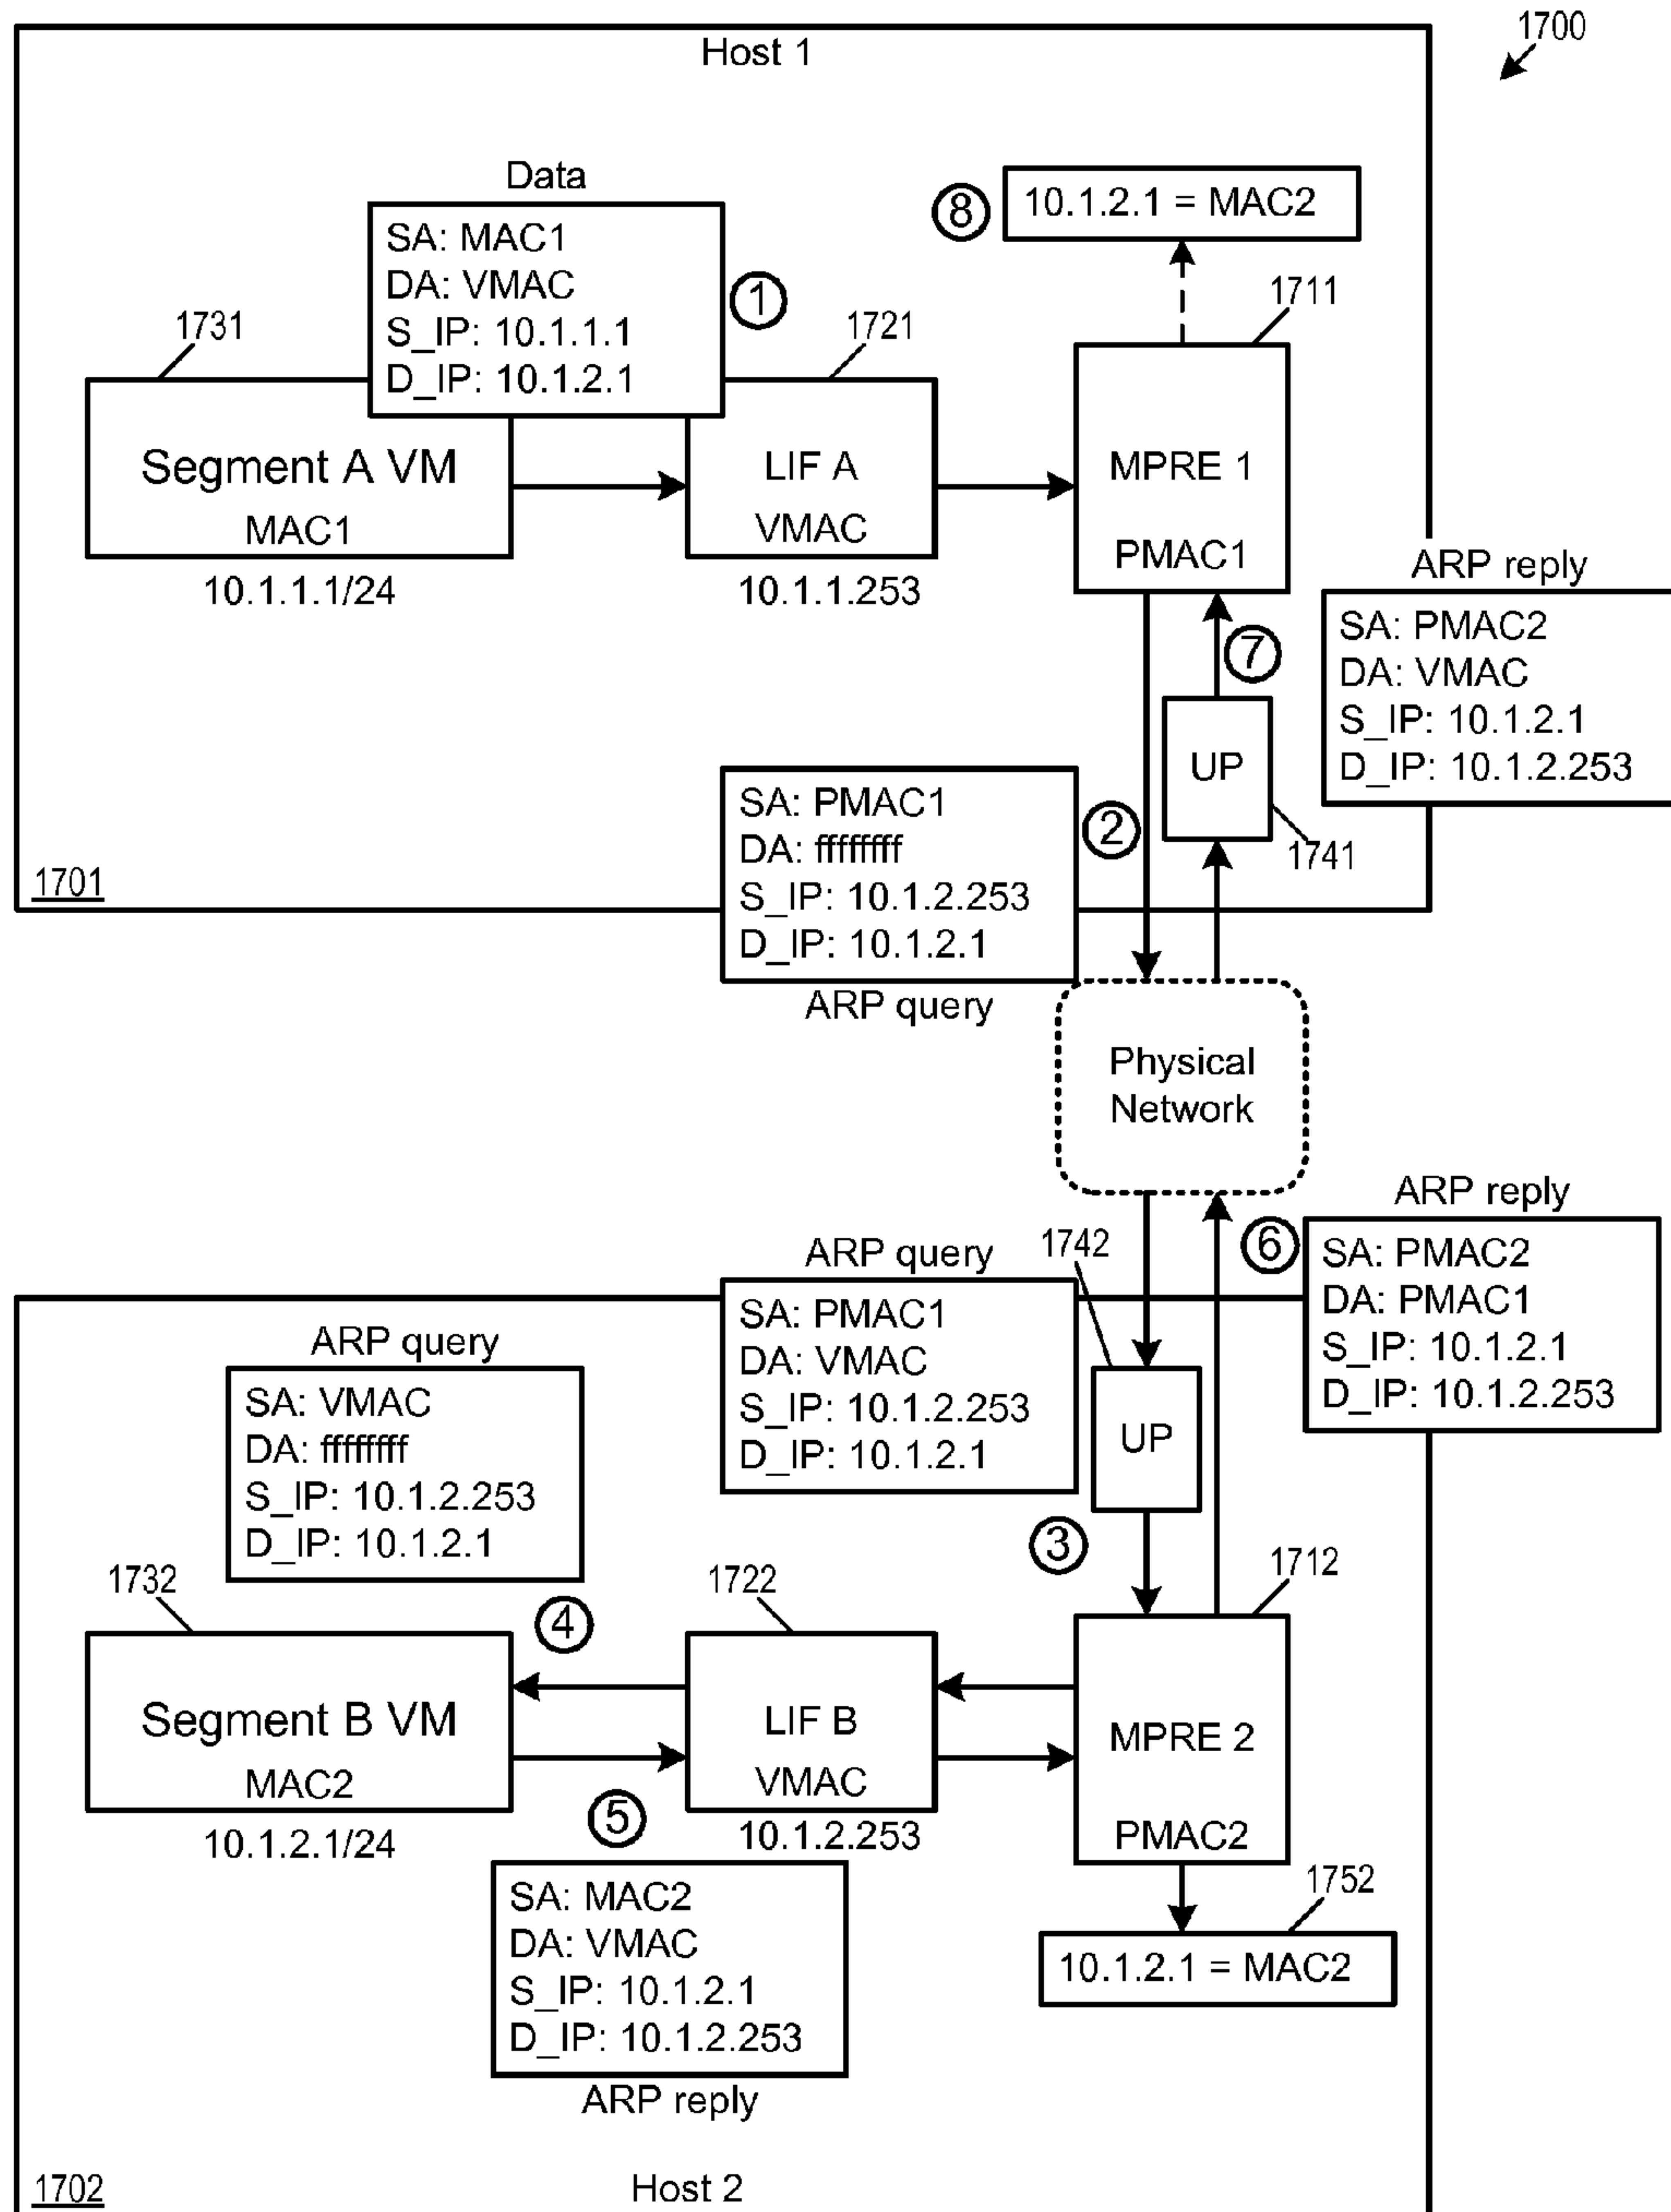 1700
Host 1
Data
SA: MAC1
DA: VMAC
S_IP: 10.1.1.1
D_IP: 10.1.2.1
1
8
10.1.2.1 = MAC2
1731
1721
1711
Segment A VM
MAC1
10.1.1.1/24
LIF A
VMAC
10.1.1.253
MPRE 1
PMAC1
ARP reply
SA: PMAC2
DA: VMAC
S_IP: 10.1.2.1
D_IP: 10.1.2.253
7
UP
1741
2
SA: PMAC1
DA: ffffffff
S_IP: 10.1.2.253
D_IP: 10.1.2.1
ARP query
1701
Physical
Network
ARP reply
6
SA: PMAC2
DA: PMAC1
S_IP: 10.1.2.1
D_IP: 10.1.2.253
1742
ARP query
SA: PMAC1
DA: VMAC
S_IP: 10.1.2.253
D_IP: 10.1.2.1
UP
3
ARP query
SA: VMAC
DA: ffffffff
S_IP: 10.1.2.253
D_IP: 10.1.2.1
1732
4
1722
1712
Segment B VM
MAC2
10.1.2.1/24
LIF B
VMAC
10.1.2.253
MPRE 2
PMAC2
5
SA: MAC2
DA: VMAC
S_IP: 10.1.2.1
D_IP: 10.1.2.253
ARP reply
1752
10.1.2.1 = MAC2
1702
Host 2